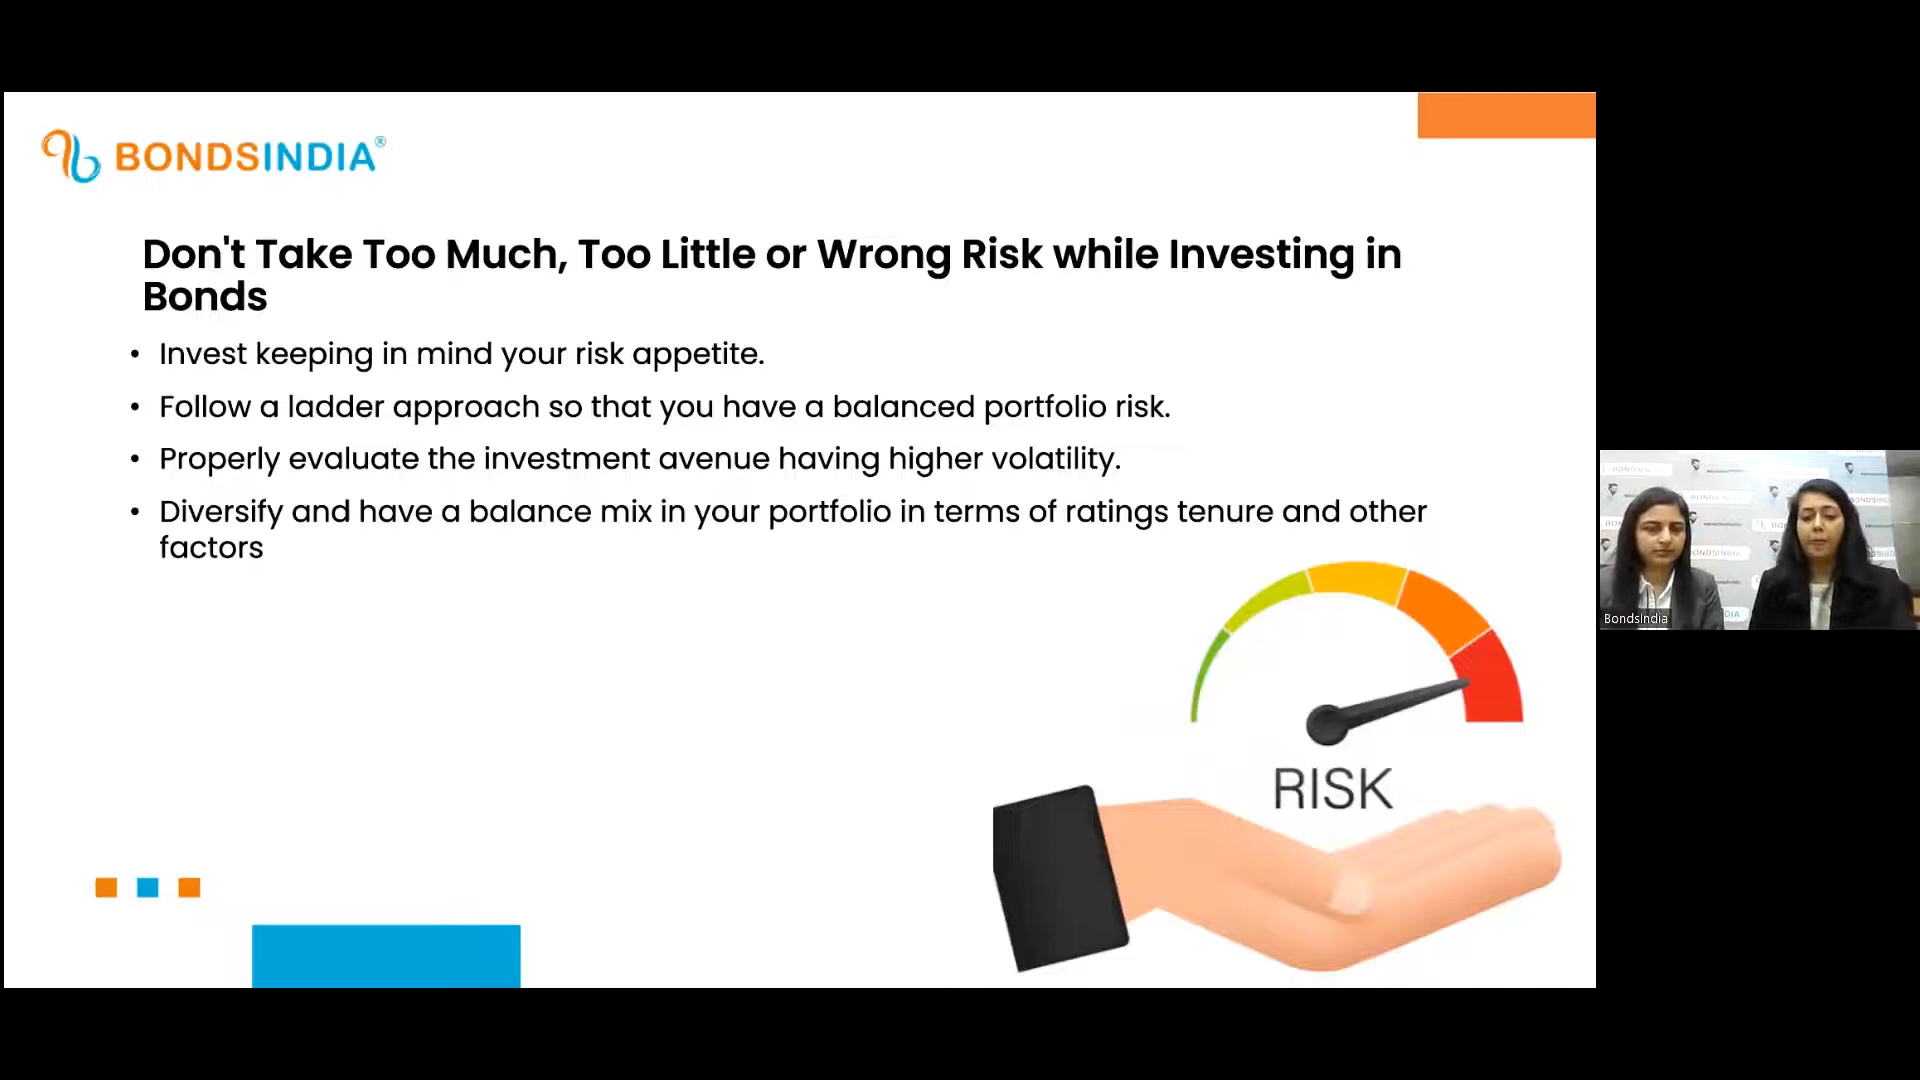 BONDSINDIA®
Don't Take Too Much, Too Little or Wrong Risk while Investing in
Bonds
• Invest keeping in mind your risk appetite.
• Follow a ladder approach so that you have a balanced portfolio risk.
• Properly evaluate the investment avenue having higher volatility.
• Diversify and have a balance mix in your portfolio in terms of ratings tenure and other
factors
RISK
BONDSINDIA
BondsIndia